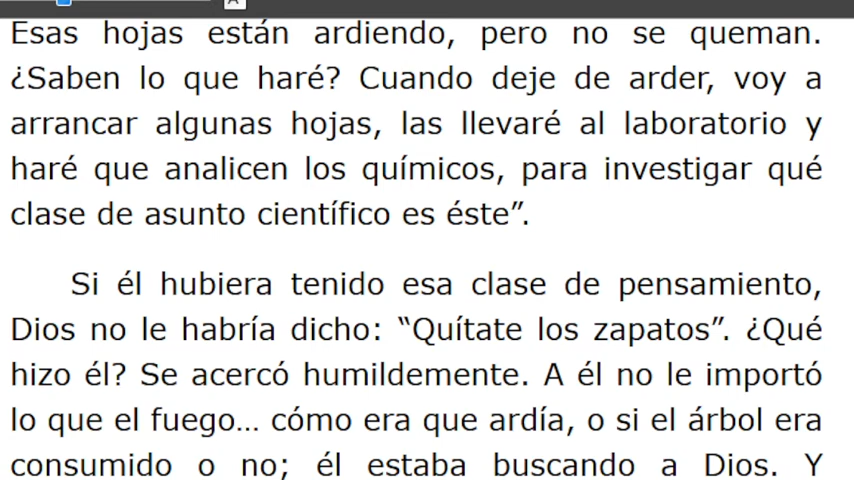 Esas hojas están ardiendo, pero no se queman.
¿Saben lo que haré? Cuando deje de arder, voy a
arrancar algunas hojas, las llevaré al laboratorio y
haré que analicen los químicos, para investigar qué
clase de asunto científico es éste”.
Si él hubiera tenido esa clase de pensamiento,
Dios no le habría dicho: “Quítate los zapatos”. ¿Qué
hizo él? Se acercó humildemente. A él no le importó
lo que el fuego... cómo era que ardía, o si el árbol era
consumido o no; él estaba buscando a Dios. Y